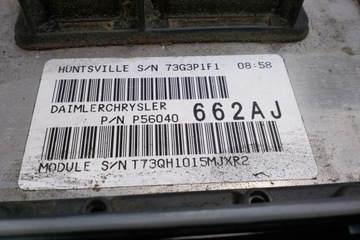 HUNTSVILLE S/N 73G3P1F1 08:58
DAIMLERCHRYSLER
P/N P56040 662AJ
MODULE S/N T73QH1015MJXR2